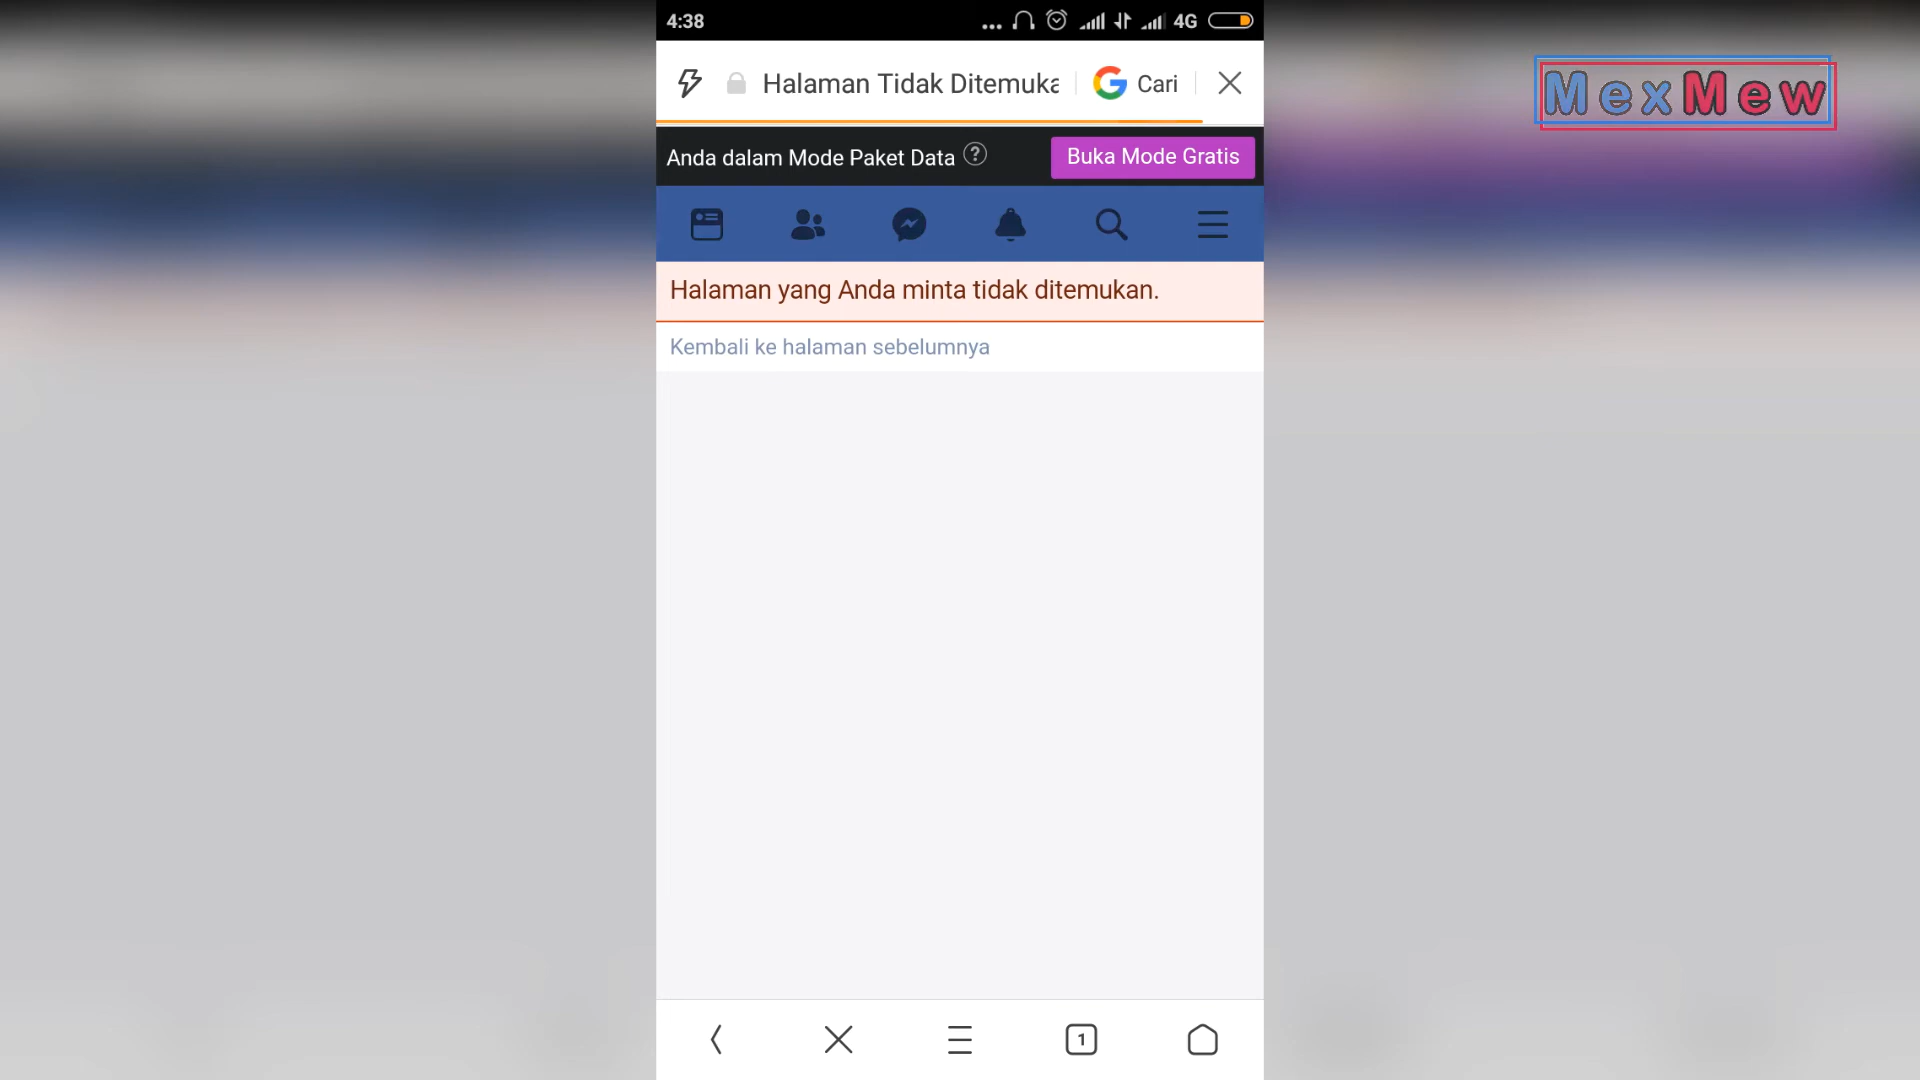 4:38
4G
Halaman Tidak Ditemuka
Cari
MexMew
Anda dalam Mode Paket Data
Buka Mode Gratis
Halaman yang Anda minta tidak ditemukan.
Kembali ke halaman sebelumnya
1